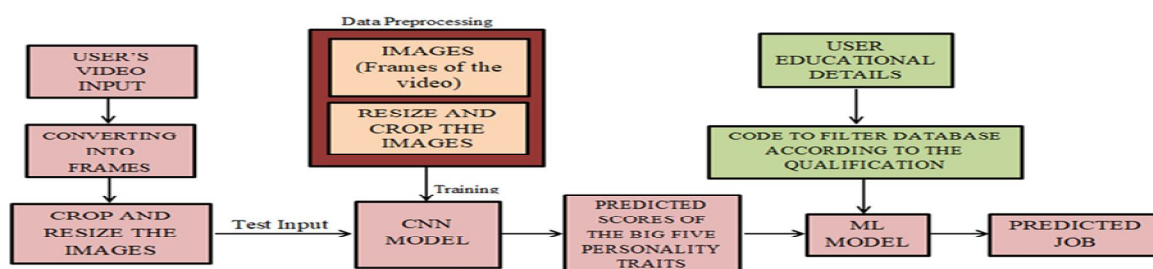 Data Preprocessing
USER'S
VIDEO
INPUT
CONVERTING
INTO
FRAMES
CROP AND
RESIZE THE
IMAGES
Test Input
IMAGES
(Frames of the
video)
RESIZE AND
CROP THE
IMAGES
Training
CNN
MODEL
PREDICTED
SCORES OF
THE BIG FIVE
PERSONALITY
TRAITS
USER
EDUCATIONAL
DETAILS
CODE TO FILTER DATABASE
ACCORDING TO THE
QUALIFICATION
ML
MODEL
PREDICTED
JOB